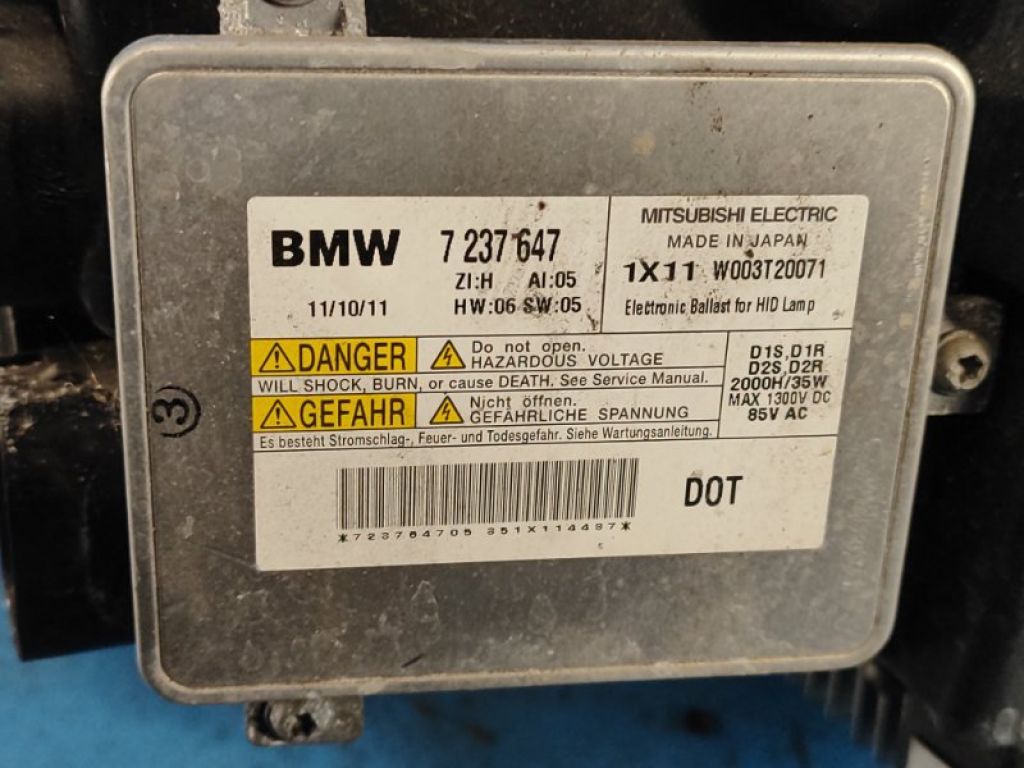 BMW 7 237 647
ZI:H AI:05
11/10/11 HW:06 SW:05
MITSUBISHI ELECTRIC
MADE IN JAPAN
1X11 W003T20071
Electronic Ballast for HID Lamp
DANGER
Do not open.
HAZARDOUS VOLTAGE
WILL SHOCK, BURN, or cause DEATH. See Service Manual.
GEFAHR
Nicht öffnen.
GEFÄHRLICHE SPANNUNG
Es besteht Stromschlag-, Feuer- und Todesgefahr. Siehe Wartungsanleitung.
D1S,D1R
D2S,D2R
2000H/35W
MAX 1300V DC
85V AC
3
*723764705 351X114497*
DOT